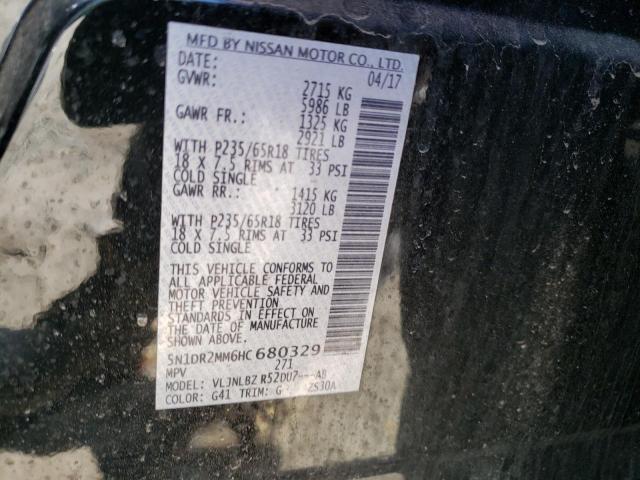 MFD BY NISSAN MOTOR CO., LTD.
DATE: 04/17
GVWR: 2715 KG
5986 LB
GAWR FR.: 1325 KG
2921 LB
WITH P235/65R18 TIRES
18 X 7.5 RIMS AT 33 PSI
COLD SINGLE
GAWR RR.: 1415 KG
3120 LB
WITH P235/65R18 TIRES
18 X 7.5 RIMS AT 33 PSI
COLD SINGLE
THIS VEHICLE CONFORMS TO
ALL APPLICABLE FEDERAL
MOTOR VEHICLE SAFETY AND
THEFT PREVENTION
STANDARDS IN EFFECT ON
THE DATE OF MANUFACTURE
SHOWN ABOVE.
5N1DR2MM6HC 680329
MPV 271
MODEL: VLJNLBZ R52DU7---AB
COLOR: G41 TRIM: